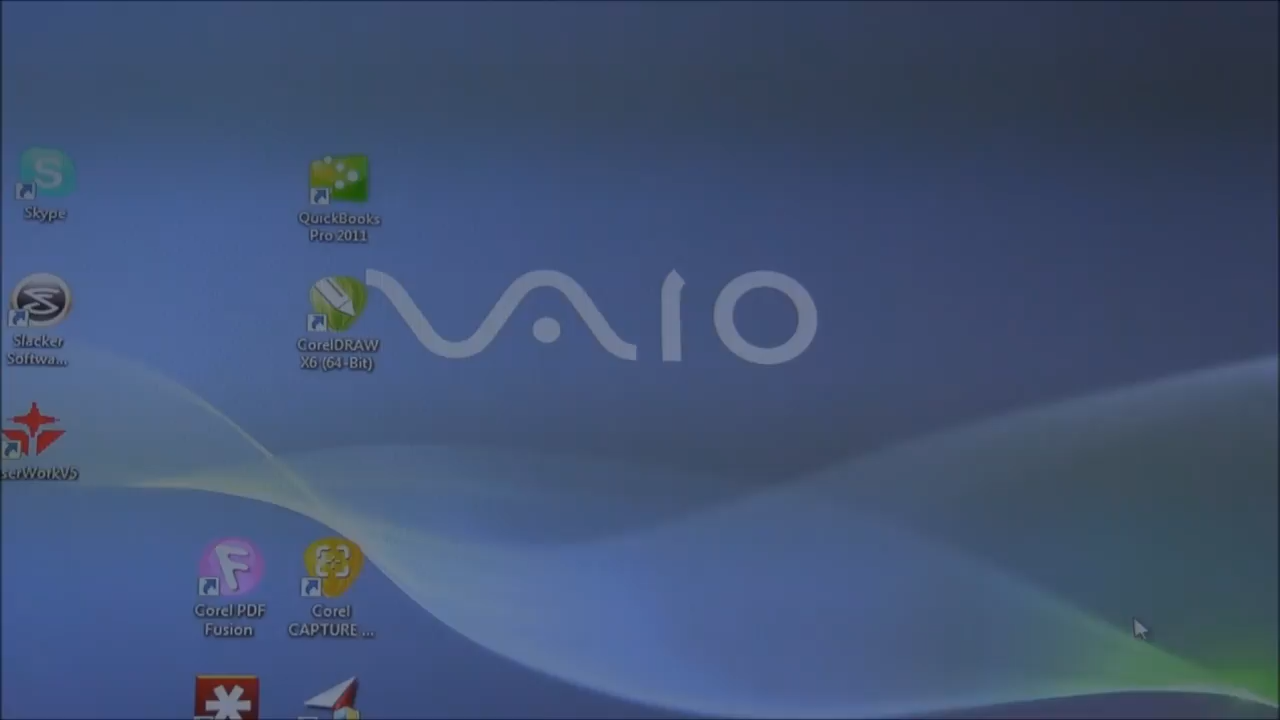 Skype
QuickBooks
Pro 2011
VAIO
Slacker
Softwa...
CorelDRAW
X6 (64-Bit)
serWorkV5
Corel PDF
Fusion
Corel
CAPTURE ...